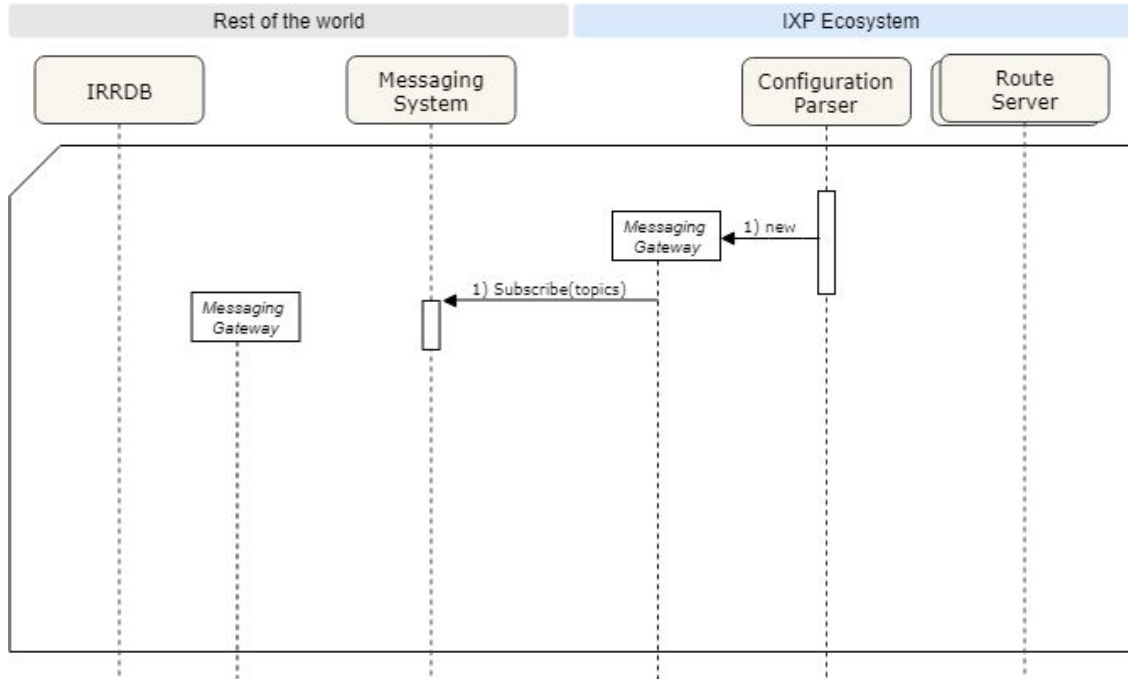 Rest of the world
IXP Ecosystem
IRRDB
Messaging
System
Configuration
Parser
Route
Server
Messaging
Gateway
1) new
1) Subscribe(topics)
Messaging
Gateway